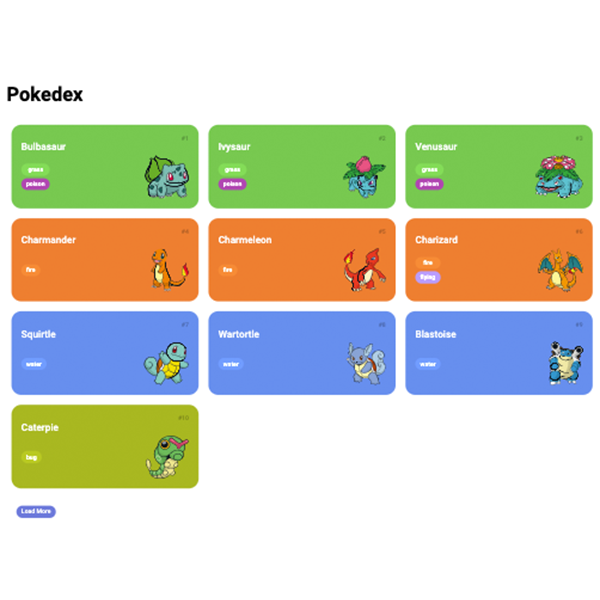 Pokedex
#1
Bulbasaur
grass
poison
#2
Ivysaur
grass
poison
#3
Venusaur
grass
poison
#4
Charmander
fire
#5
Charmeleon
fire
#6
Charizard
fire
flying
#7
Squirtle
water
#8
Wartortle
water
#9
Blastoise
water
#10
Caterpie
bug
Load More